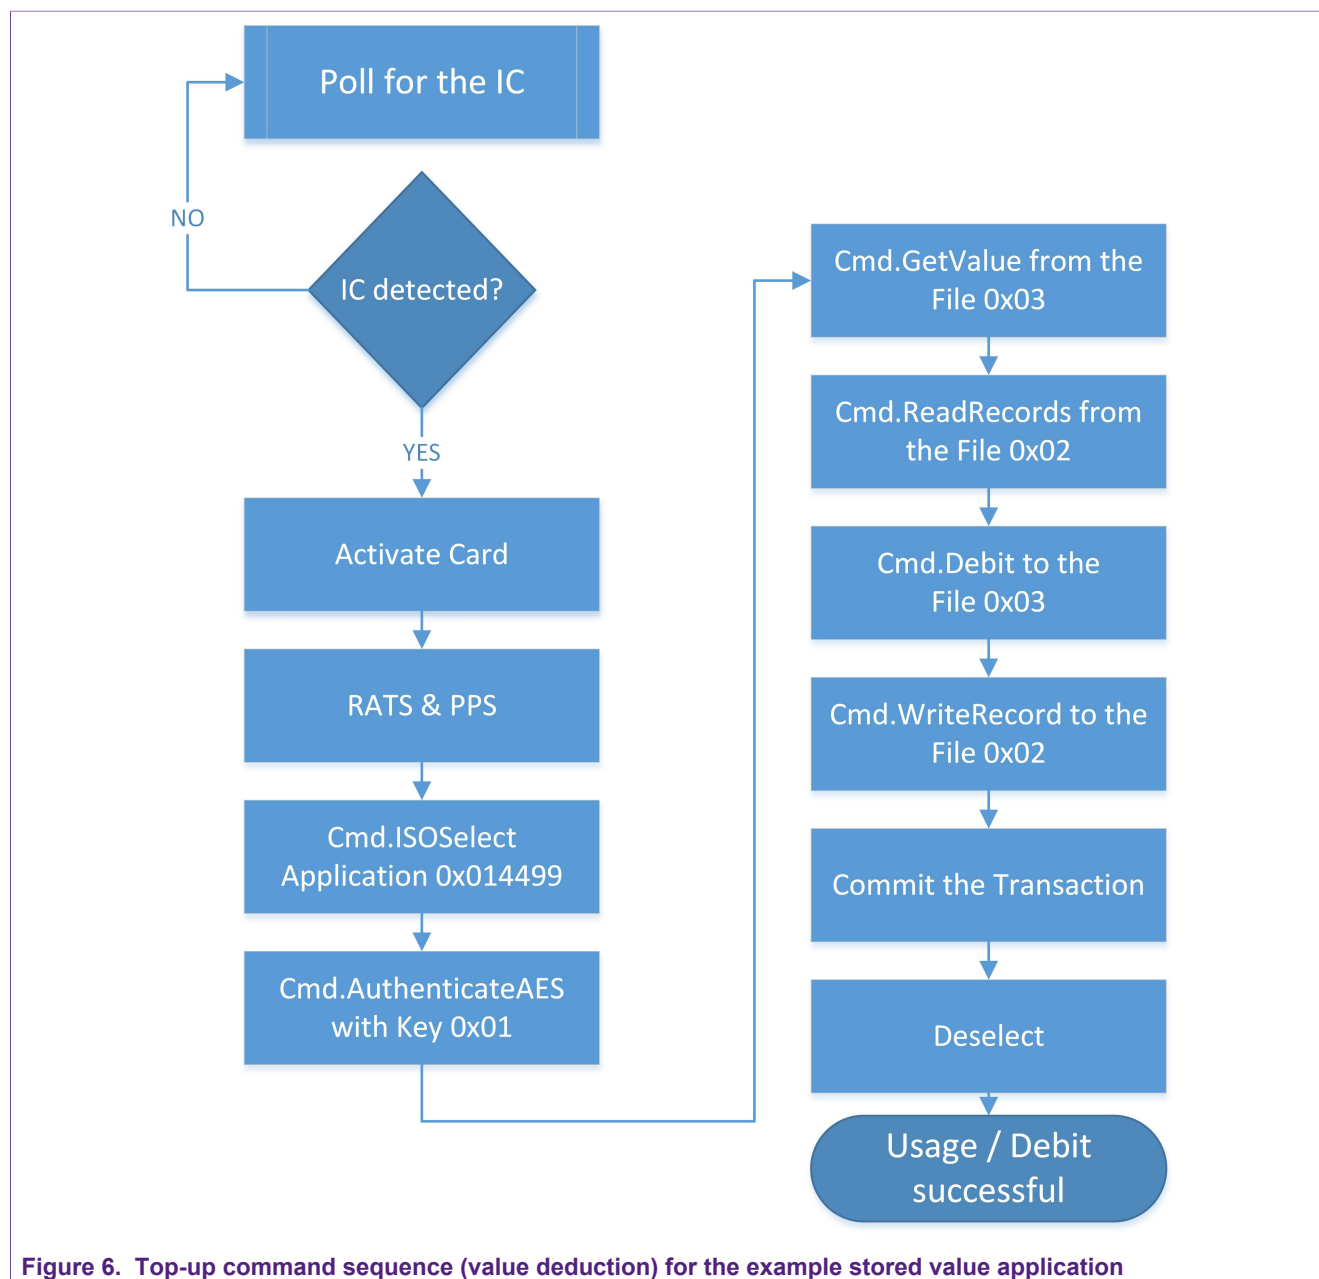 Poll for the IC
NO
IC detected?
YES
Activate Card
RATS & PPS
Cmd.ISOSelect
Application 0x014499
Cmd.AuthenticateAES
with Key 0x01
Cmd.GetValue from the
File 0x03
Cmd.ReadRecords from
the File 0x02
Cmd.Debit to the
File 0x03
Cmd.WriteRecord to the
File 0x02
Commit the Transaction
Deselect
Usage / Debit
successful
Figure 6. Top-up command sequence (value deduction) for the example stored value application